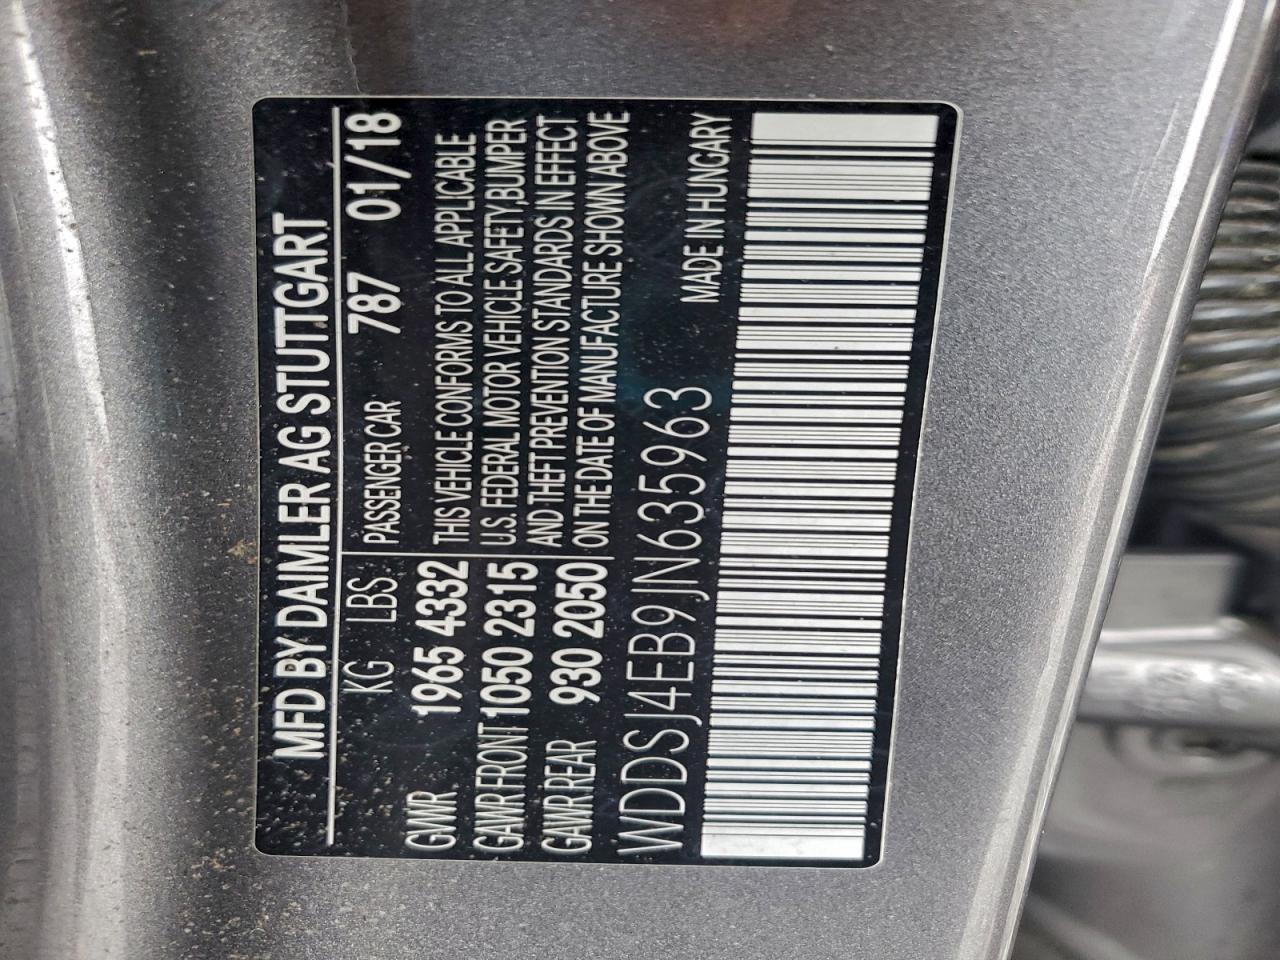 MFD BY DAIMLER AG STUTTGART
KG LBS PASSENGER CAR 787 01/18
GWR 1965 4332
GAWR FRONT 1050 2315
GAWR REAR 930 2050
THIS VEHICLE CONFORMS TO ALL APPLICABLE
U.S. FEDERAL MOTOR VEHICLE SAFETY,BUMPER
AND THEFT PREVENTION STANDARDS IN EFFECT
ON THE DATE OF MANUFACTURE SHOWN ABOVE
WDDSJ4EB9JN635963
MADE IN HUNGARY